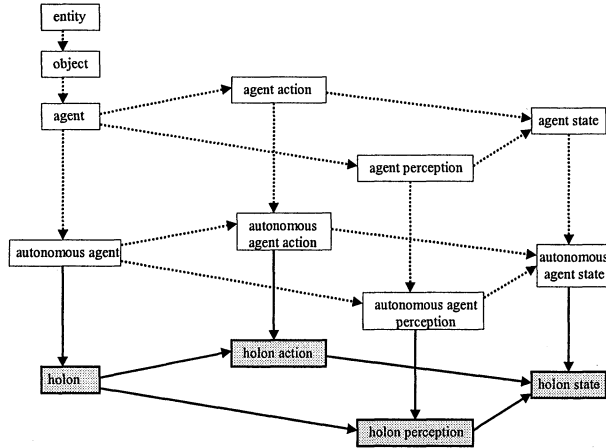 entity
object
agent
agent action
agent state
agent perception
autonomous agent
autonomous
agent action
autonomous
agent state
autonomous agent
perception
holon
holon action
holon state
holon perception